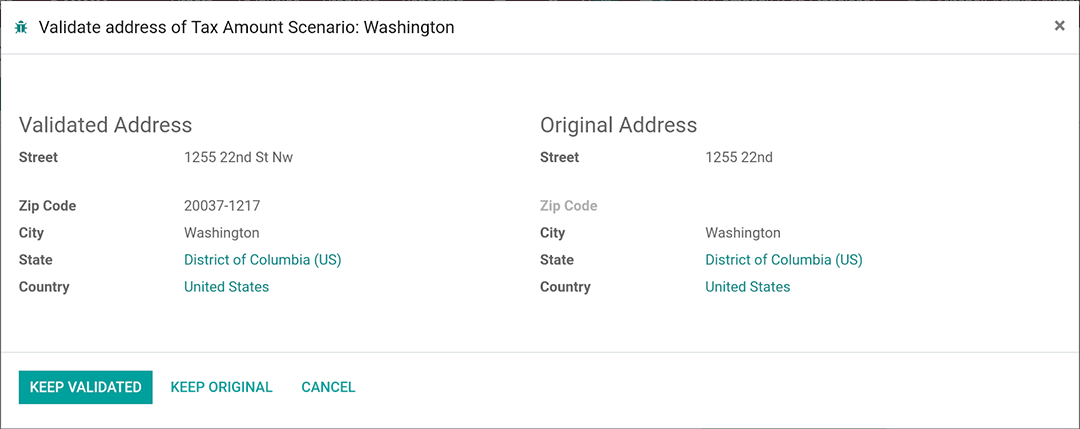 Validate address of Tax Amount Scenario: Washington ×
Validated Address
Street 1255 22nd St Nw
Zip Code 20037-1217
City Washington
State District of Columbia (US)
Country United States
Original Address
Street 1255 22nd
Zip Code
City Washington
State District of Columbia (US)
Country United States
KEEP VALIDATED KEEP ORIGINAL CANCEL